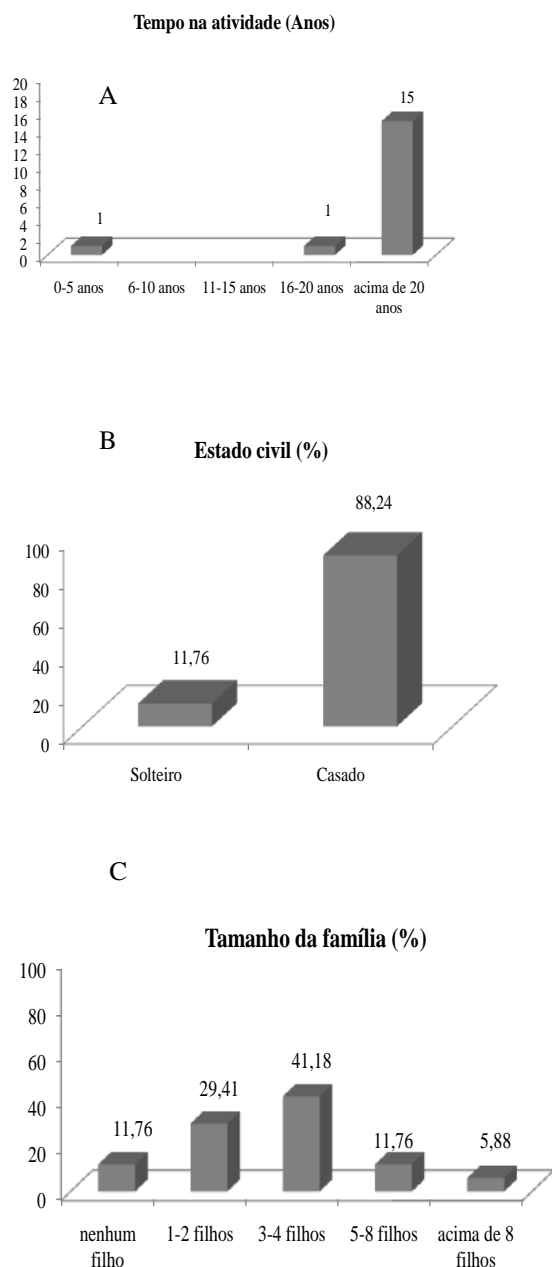 Tempo na atividade (Anos)
A
20
18
16
14
12
10
8
6
4
2
0
1
1
15
0-5 anos
6-10 anos
11-15 anos
16-20 anos
acima de 20
anos
B
Estado civil (%)
100
80
60
40
20
0
11,76
88,24
Solteiro
Casado
C
Tamanho da família (%)
100
80
60
40
20
0
11,76
29,41
41,18
11,76
5,88
nenhum
filho
1-2 filhos
3-4 filhos
5-8 filhos
acima de 8
filhos